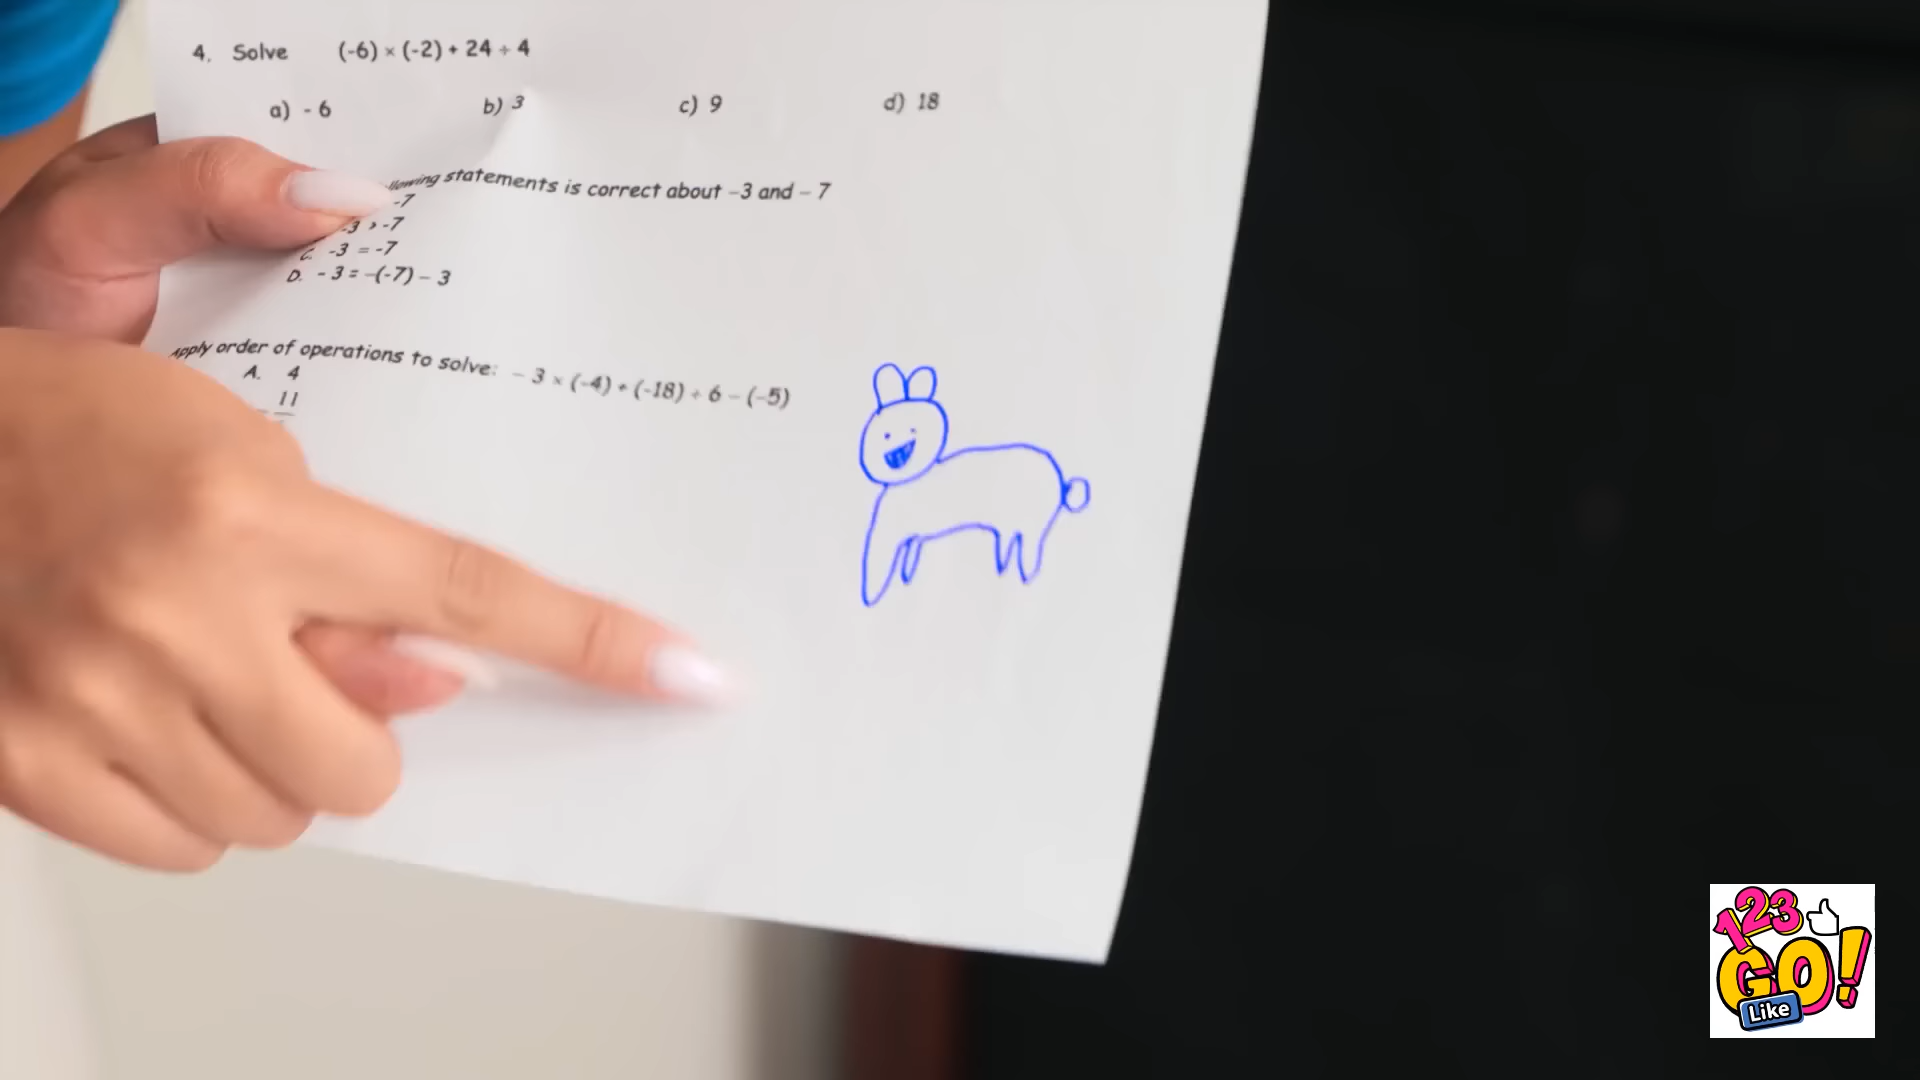 4. Solve (-6) × (-2) + 24 ÷ 4
a) - 6 b) 3 c) 9 d) 18
statements is correct about -3 and - 7
-7
-3 > -7
C. -3 = -7
D. - 3 = -(-7) - 3
Apply order of operations to solve: - 3 × (-4) + (-18) ÷ 6 - (-5)
A. 4
11
123
GO!
Like